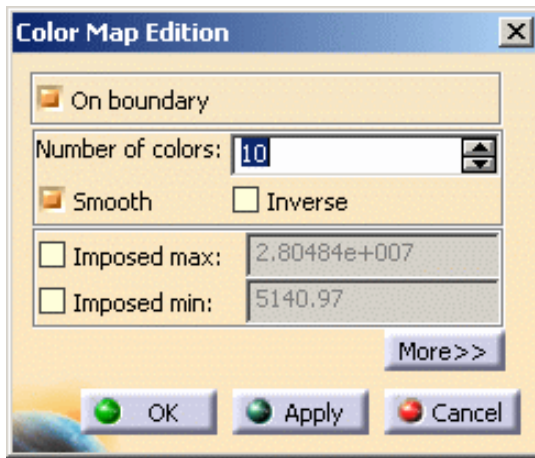 Color Map Edition
On boundary
Number of colors: 10
Smooth Inverse
Imposed max: 2.80484e+007
Imposed min: 5140.97
More>>
OK Apply Cancel